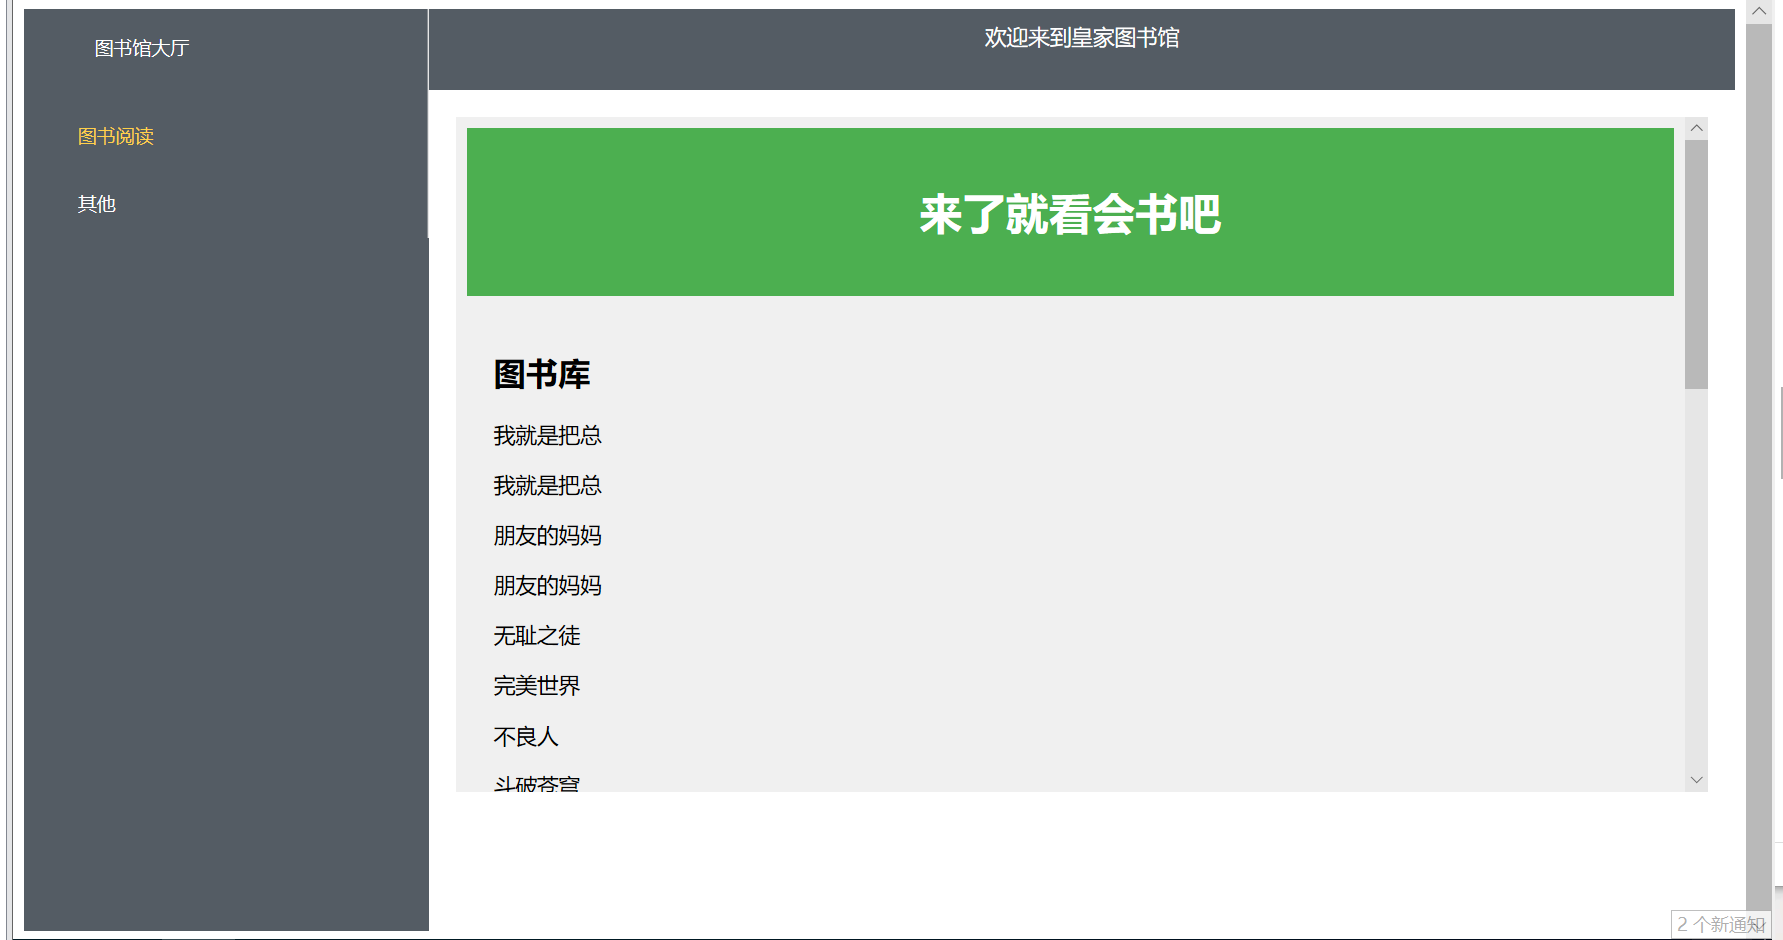 图书馆大厅
欢迎来到皇家图书馆
图书阅读
其他
来了就看会书吧
图书库
我就是把总
我就是把总
朋友的妈妈
朋友的妈妈
无耻之徒
完美世界
不良人
斗破苍穹
2 个新通知